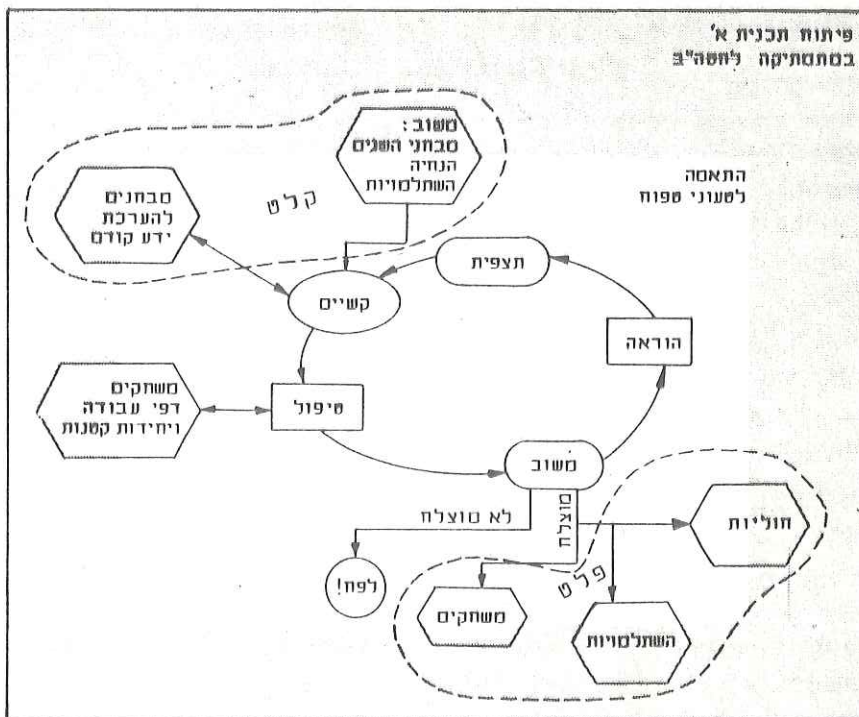 פיתוח תכנית א'
במתמטיקה לחטה"ב
משוב:
מבחני השגים
הנחיה
השתלמויות
התאמה
לטעוני טפוח
מבחנים
להערכת
ידע קודם
קלט
תצפית
קשיים
הוראה
משחקים
דפי עבודה
ויחידות קטנות
טיפול
משוב
לא מוצלח
מוצלח
חוליות
לפח!
פלט
משחקים
השתלמויות